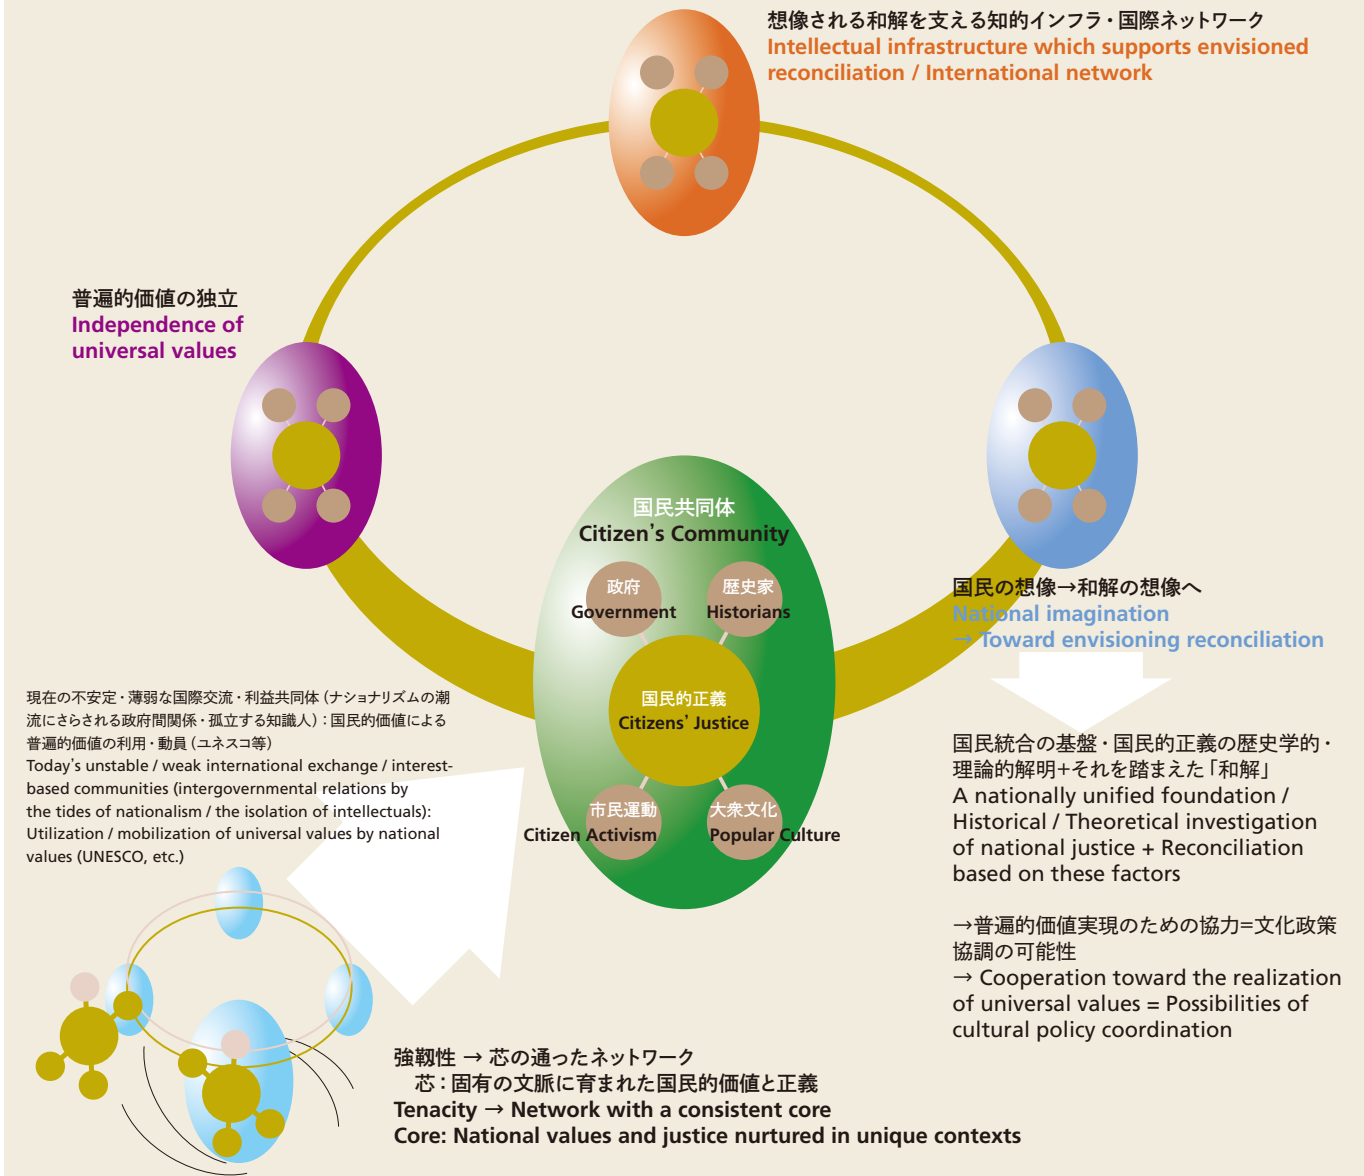 想像される和解を支える知的インフラ・国際ネットワーク
Intellectual infrastructure which supports envisioned
reconciliation / International network
普遍的価値の独立
Independence of
universal values
国民共同体
Citizen's Community
政府
Government
歴史家
Historians
国民的正義
Citizens' Justice
市民運動
Citizen Activism
大衆文化
Popular Culture
国民の想像→和解の想像へ
National imagination
→ Toward envisioning reconciliation
現在の不安定・薄弱な国際交流・利益共同体（ナショナリズムの潮
流にさらされる政府間関係・孤立する知識人）：国民的価値による
普遍的価値の利用・動員（ユネスコ等）
Today's unstable / weak international exchange / interest-
based communities (intergovernmental relations by
the tides of nationalism / the isolation of intellectuals):
Utilization / mobilization of universal values by national
values (UNESCO, etc.)
国民統合の基盤・国民的正義の歴史学的・
理論的解明+それを踏まえた「和解」
A nationally unified foundation /
Historical / Theoretical investigation
of national justice + Reconciliation
based on these factors
→普遍的価値実現のための協力=文化政策
協調の可能性
→ Cooperation toward the realization
of universal values = Possibilities of
cultural policy coordination
強靱性 → 芯の通ったネットワーク
芯：固有の文脈に育まれた国民的価値と正義
Tenacity → Network with a consistent core
Core: National values and justice nurtured in unique contexts